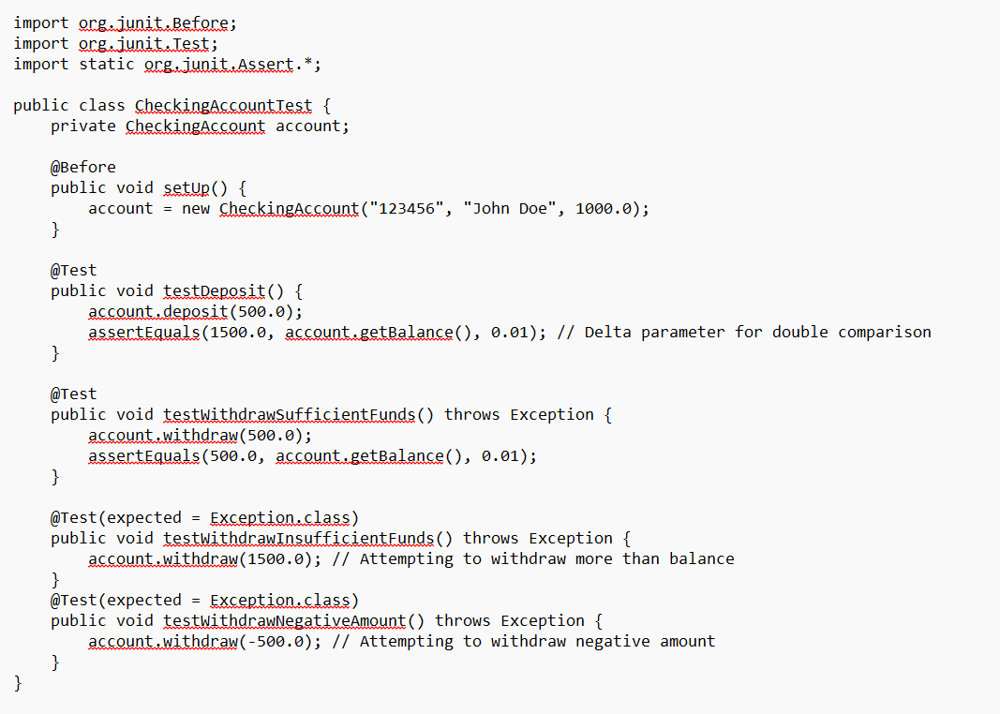 import org.junit.Before;
import org.junit.Test;
import static org.junit.Assert.*;

public class CheckingAccountTest {
    private CheckingAccount account;

    @Before
    public void setUp() {
        account = new CheckingAccount("123456", "John Doe", 1000.0);
    }

    @Test
    public void testDeposit() {
        account.deposit(500.0);
        assertEquals(1500.0, account.getBalance(), 0.01); // Delta parameter for double comparison
    }

    @Test
    public void testWithdrawSufficientFunds() throws Exception {
        account.withdraw(500.0);
        assertEquals(500.0, account.getBalance(), 0.01);
    }

    @Test(expected = Exception.class)
    public void testWithdrawInsufficientFunds() throws Exception {
        account.withdraw(1500.0); // Attempting to withdraw more than balance
    }
    @Test(expected = Exception.class)
    public void testWithdrawNegativeAmount() throws Exception {
        account.withdraw(-500.0); // Attempting to withdraw negative amount
    }
}